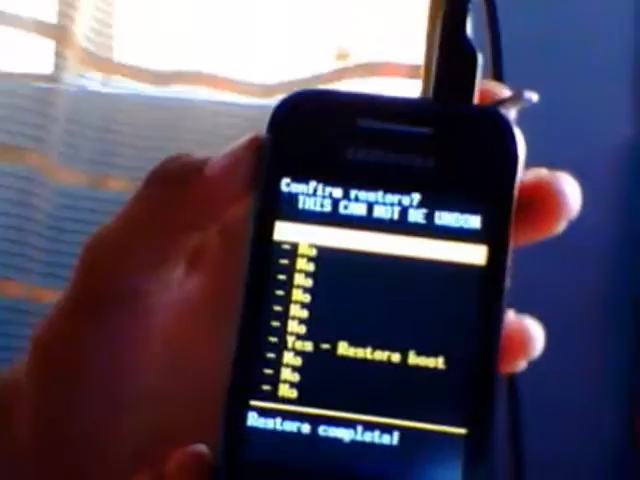 Confirm restore?
THIS CAN NOT BE UNDON
- No
- No
- No
- No
- No
- No
- Yes - Restore boot
- No
- No
- No
Restore complete!